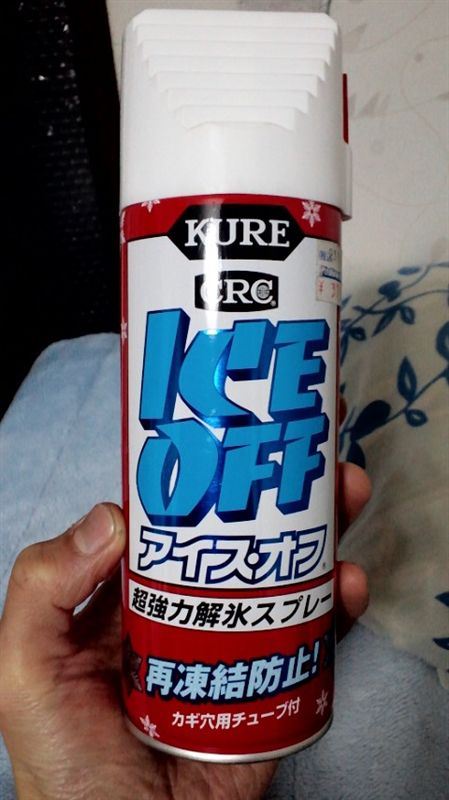 KURE
CRC®
ICE
OFF
アイス・オフ®
超強力解氷スプレー
再凍結防止!
カギ穴用チューブ付